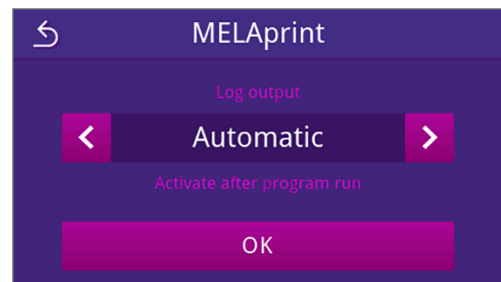 MELAprint
Log output
Automatic
Activate after program run
OK